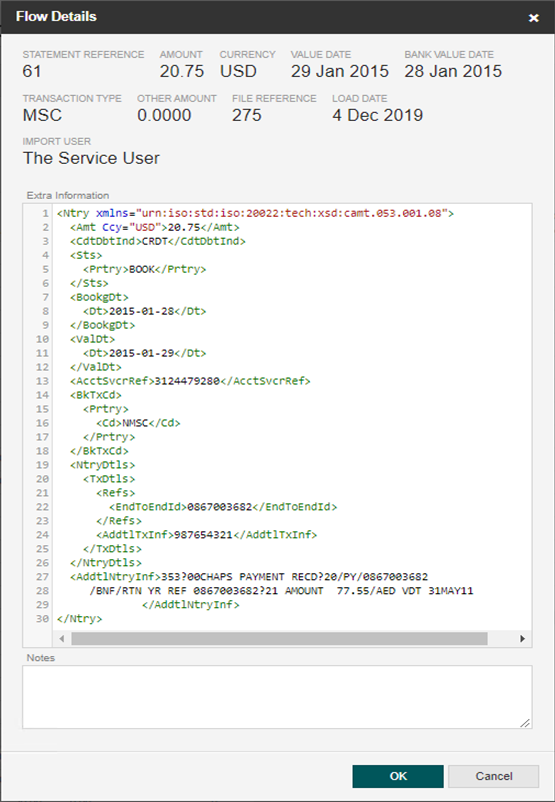 Flow Details ×
STATEMENT REFERENCE AMOUNT CURRENCY VALUE DATE BANK VALUE DATE
61 20.75 USD 29 Jan 2015 28 Jan 2015
TRANSACTION TYPE OTHER AMOUNT FILE REFERENCE LOAD DATE
MSC 0.0000 275 4 Dec 2019
IMPORT USER
The Service User
Extra Information
1 <Ntry xmlns="urn:iso:std:iso:20022:tech:xsd:camt.053.001.08">
2 <Amt Ccy="USD">20.75</Amt>
3 <CdtDbtInd>CRDT</CdtDbtInd>
4 <Sts>
5 <Prtry>BOOK</Prtry>
6 </Sts>
7 <BookgDt>
8 <Dt>2015-01-28</Dt>
9 </BookgDt>
10 <ValDt>
11 <Dt>2015-01-29</Dt>
12 </ValDt>
13 <AcctSvcrRef>3124479280</AcctSvcrRef>
14 <BkTxCd>
15 <Prtry>
16 <Cd>NMSC</Cd>
17 </Prtry>
18 </BkTxCd>
19 <NtryDtls>
20 <TxDtls>
21 <Refs>
22 <EndToEndId>0867003682</EndToEndId>
23 </Refs>
24 <AddtlTxInf>987654321</AddtlTxInf>
25 </TxDtls>
26 </NtryDtls>
27 <AddtlNtryInf>353?00CHAPS PAYMENT RECD?20/PY/0867003682
28 /BNF/RTN YR REF 0867003682?21 AMOUNT 77.55/AED VDT 31MAY11
29 </AddtlNtryInf>
30 </Ntry>
Notes
OK Cancel